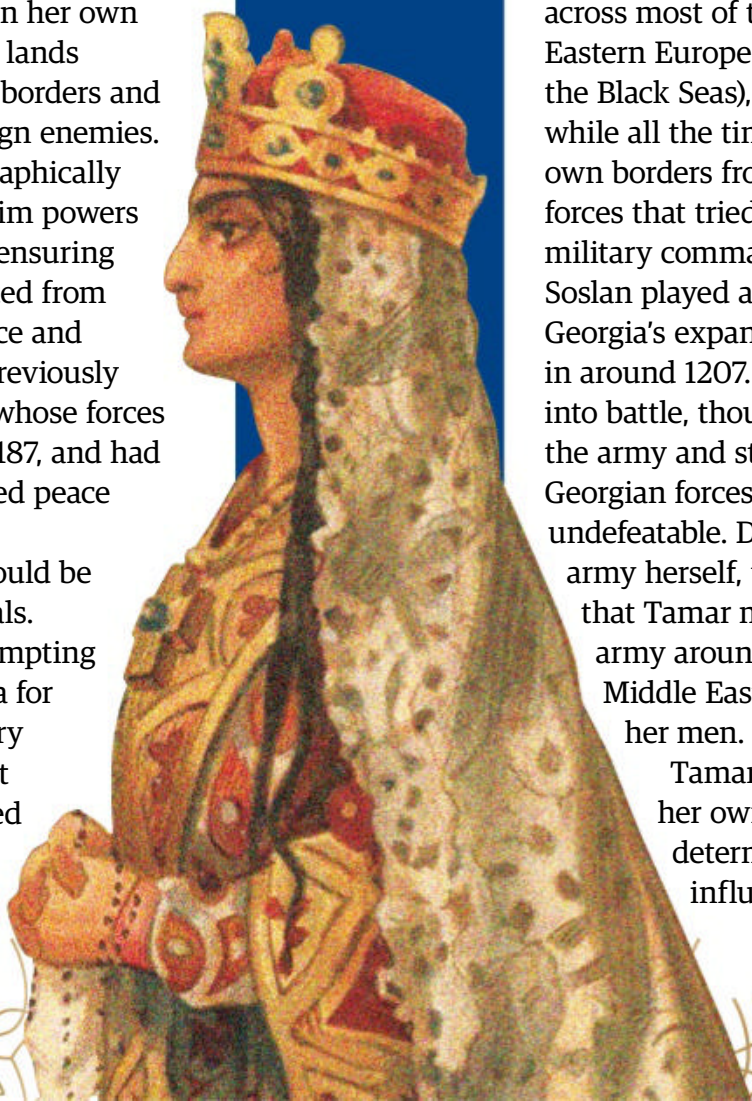 n her own
lands
borders and
gn enemies.
aphically
im powers
ensuring
ed from
ce and
reviously
whose forces
187, and had
ed peace
ould be
als.
mpting
a for
ry
t
ed
across most of t
Eastern Europe
the Black Seas),
while all the tin
own borders fro
forces that tried
military comma
Soslan played a
Georgia's expan
in around 1207.
into battle, thou
the army and st
Georgian forces
undefeatable. D
army herself, t
that Tamar m
army aroun
Middle Eas
her men.
Tamar
her own
determ
influ